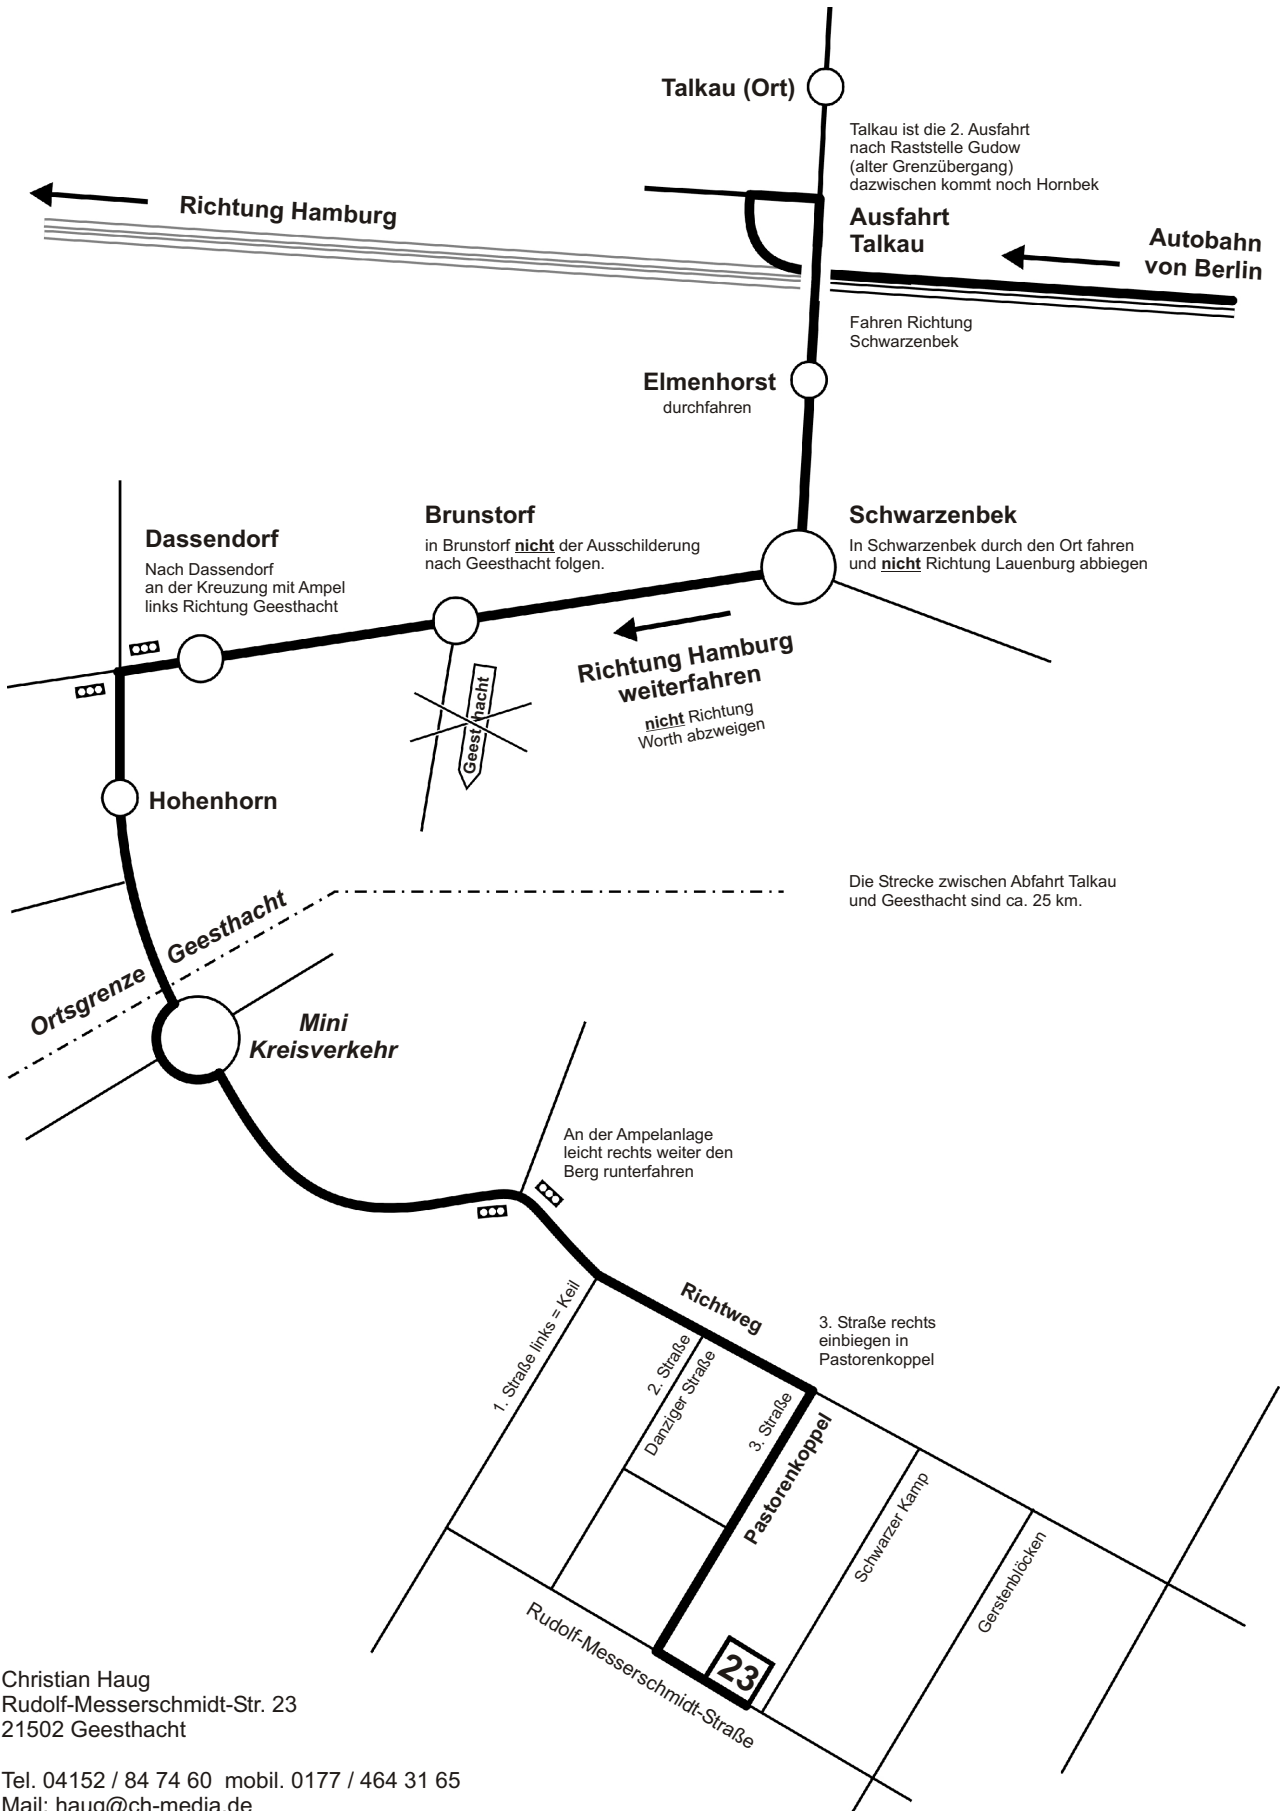 Talkau (Ort)
Talkau ist die 2. Ausfahrt
nach Raststelle Gudow
(alter Grenzübergang)
dazwischen kommt noch Hornbek
Richtung Hamburg
Ausfahrt
Talkau
Autobahn
von Berlin
Fahren Richtung
Schwarzenbek
Elmenhorst
durchfahren
Schwarzenbek
In Schwarzenbek durch den Ort fahren
und nicht Richtung Lauenburg abbiegen
Brunstorf
in Brunstorf nicht der Ausschilderung
nach Geesthacht folgen.
Dassendorf
Nach Dassendorf
an der Kreuzung mit Ampel
links Richtung Geesthacht
Richtung Hamburg
weiterfahren
nicht Richtung
Worth abzweigen
Geesthacht
Hohenhorn
Die Strecke zwischen Abfahrt Talkau
und Geesthacht sind ca. 25 km.
Ortsgrenze Geesthacht
Mini
Kreisverkehr
An der Ampelanlage
leicht rechts weiter den
Berg runterfahren
Richtweg
3. Straße rechts
einbiegen in
Pastorenkoppel
1. Straße links = Keil
2. Straße
Danziger Straße
3. Straße
Pastorenkoppel
Schwarzer Kamp
Gerstenblöcken
Rudolf-Messerschmidt-Straße
23
Christian Haug
Rudolf-Messerschmidt-Str. 23
21502 Geesthacht
Tel. 04152 / 84 74 60 mobil. 0177 / 464 31 65
Mail: haug@ch-media.de